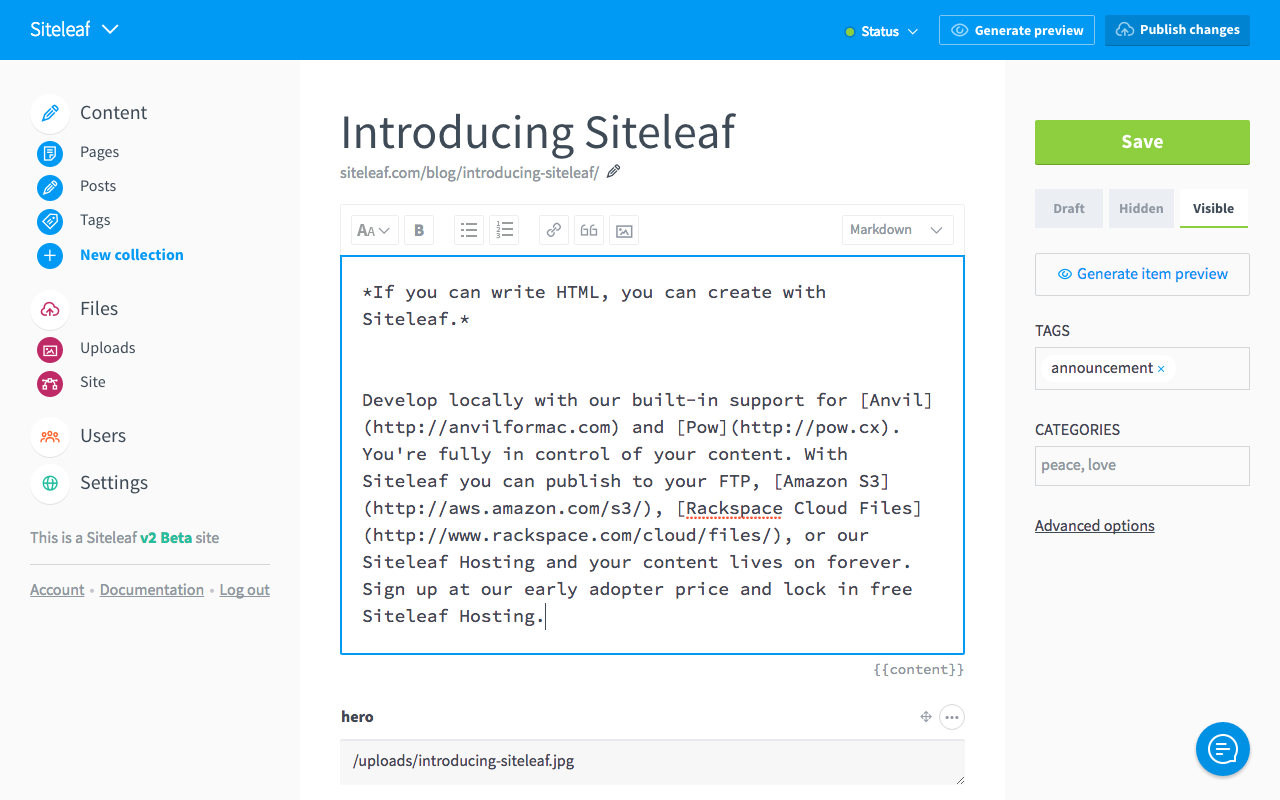 Siteleaf
Status
Generate preview
Publish changes
Content
Pages
Posts
Tags
New collection
Files
Uploads
Site
Users
Settings
This is a Siteleaf v2 Beta site
Account • Documentation • Log out
Introducing Siteleaf
siteleaf.com/blog/introducing-siteleaf/
AA
B
1
2
3
Markdown
*If you can write HTML, you can create with
Siteleaf.*
Develop locally with our built-in support for [Anvil]
(http://anvilformac.com) and [Pow](http://pow.cx).
You're fully in control of your content. With
Siteleaf you can publish to your FTP, [Amazon S3]
(http://aws.amazon.com/s3/), [Rackspace Cloud Files]
(http://www.rackspace.com/cloud/files/), or our
Siteleaf Hosting and your content lives on forever.
Sign up at our early adopter price and lock in free
Siteleaf Hosting.
{{content}}
hero
/uploads/introducing-siteleaf.jpg
Save
Draft
Hidden
Visible
Generate item preview
TAGS
announcement ×
CATEGORIES
peace, love
Advanced options